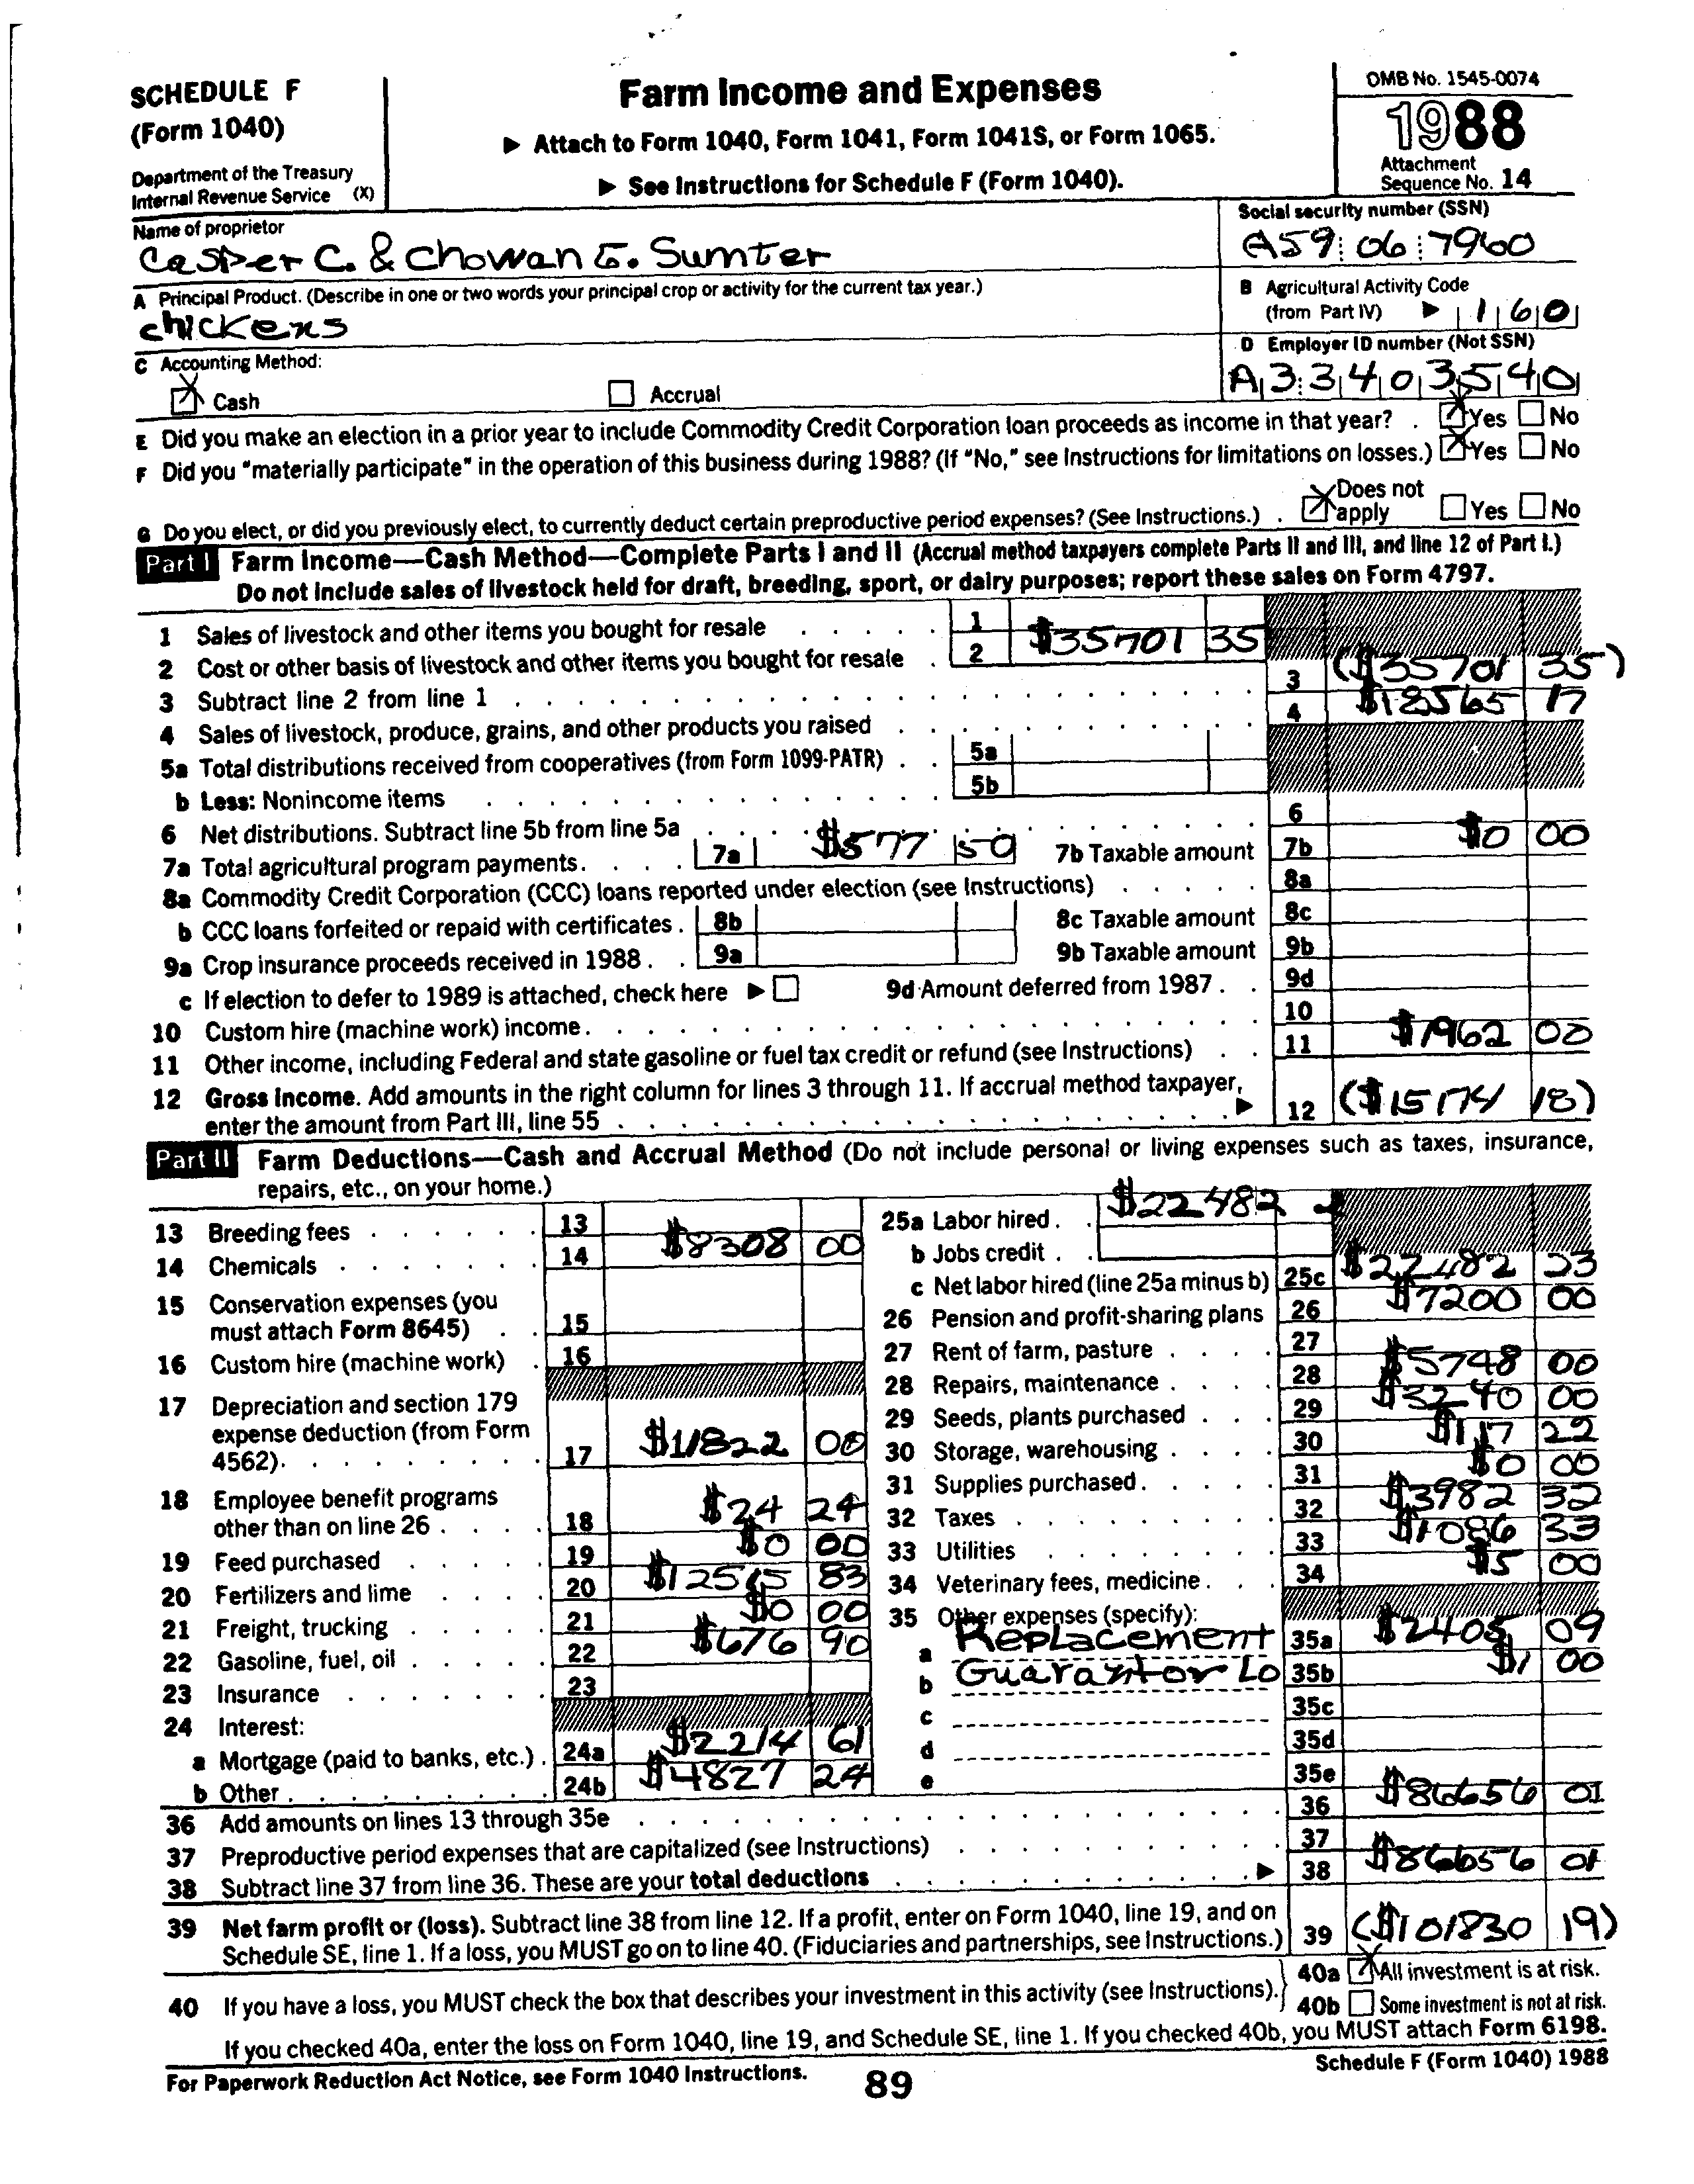 SCHEDULE F
(Form 1040)
Department of the Treasury
Internal Revenue Service (X)
Farm Income and Expenses
▶ Attach to Form 1040, Form 1041, Form 1041S, or Form 1065.
▶ See Instructions for Schedule F (Form 1040).
OMB No. 1545-0074
1988
Attachment
Sequence No. 14
Name of proprietor
Casper C. & Chowan E. Sumter
Social security number (SSN)
A59 06 7960
A Principal Product. (Describe in one or two words your principal crop or activity for the current tax year.)
chickens
B Agricultural Activity Code
(from Part IV) ▶ 1 6 0
C Accounting Method:
Cash Accrual
D Employer ID number (Not SSN)
A 3 3 4 0 3 5 4 0
E Did you make an election in a prior year to include Commodity Credit Corporation loan proceeds as income in that year? . Yes No
F Did you "materially participate" in the operation of this business during 1988? (If "No," see Instructions for limitations on losses.) Yes No
G Do you elect, or did you previously elect, to currently deduct certain preproductive period expenses? (See Instructions.) . Does not apply Yes No
Part I Farm Income—Cash Method—Complete Parts I and II (Accrual method taxpayers complete Parts II and III, and line 12 of Part I.)
Do not include sales of livestock held for draft, breeding, sport, or dairy purposes; report these sales on Form 4797.
1 Sales of livestock and other items you bought for resale 1
2 Cost or other basis of livestock and other items you bought for resale . 2 $35701 35
3 Subtract line 2 from line 1 3 ($35701 35)
4 Sales of livestock, produce, grains, and other products you raised 4 $18565 17
5a Total distributions received from cooperatives (from Form 1099-PATR) 5a
b Less: Nonincome items 5b
6 Net distributions. Subtract line 5b from line 5a 6
7a Total agricultural program payments. 7a $577 50 7b Taxable amount 7b $0 00
8a Commodity Credit Corporation (CCC) loans reported under election (see Instructions) 8a
b CCC loans forfeited or repaid with certificates . 8b 8c Taxable amount 8c
9a Crop insurance proceeds received in 1988 . 9a 9b Taxable amount 9b
c If election to defer to 1989 is attached, check here ▶ 9d Amount deferred from 1987 . 9d
10 Custom hire (machine work) income. 10
11 Other income, including Federal and state gasoline or fuel tax credit or refund (see Instructions) 11 $1962 00
12 Gross income. Add amounts in the right column for lines 3 through 11. If accrual method taxpayer,
enter the amount from Part III, line 55 ▶ 12 ($15174 18)
Part II Farm Deductions—Cash and Accrual Method (Do not include personal or living expenses such as taxes, insurance,
repairs, etc., on your home.)
13 Breeding fees 13
14 Chemicals 14 $8308 00
15 Conservation expenses (you
must attach Form 8645) 15
16 Custom hire (machine work) 16
17 Depreciation and section 179
expense deduction (from Form
4562). 17 $11822 00
18 Employee benefit programs
other than on line 26 18 $24 24
19 Feed purchased 19 $0 00
20 Fertilizers and lime 20 $12515 83
21 Freight, trucking 21 $0 00
22 Gasoline, fuel, oil 22 $676 90
23 Insurance 23
24 Interest:
a Mortgage (paid to banks, etc.) . 24a $2214 61
b Other 24b $4827 24
25a Labor hired . $22482 2
b Jobs credit .
c Net labor hired (line 25a minus b) 25c $22482 23
26 Pension and profit-sharing plans 26 $7200 00
27 Rent of farm, pasture 27
28 Repairs, maintenance 28 $5748 00
29 Seeds, plants purchased 29 $3240 00
30 Storage, warehousing 30 $117 22
31 Supplies purchased 31 $0 00
32 Taxes 32 $3982 32
33 Utilities 33 $1086 33
34 Veterinary fees, medicine 34 $5 00
35 Other expenses (specify):
a Replacement 35a $2405 09
b Guarantor Lo 35b $1 00
c 35c
d 35d
e 35e
36 Add amounts on lines 13 through 35e 36 $86656 01
37 Preproductive period expenses that are capitalized (see Instructions) 37
38 Subtract line 37 from line 36. These are your total deductions ▶ 38 $86656 01
39 Net farm profit or (loss). Subtract line 38 from line 12. If a profit, enter on Form 1040, line 19, and on
Schedule SE, line 1. If a loss, you MUST go on to line 40. (Fiduciaries and partnerships, see Instructions.) 39 ($101830 19)
40 If you have a loss, you MUST check the box that describes your investment in this activity (see Instructions).
40a All investment is at risk.
40b Some investment is not at risk.
If you checked 40a, enter the loss on Form 1040, line 19, and Schedule SE, line 1. If you checked 40b, you MUST attach Form 6198.
For Paperwork Reduction Act Notice, see Form 1040 Instructions.
89
Schedule F (Form 1040) 1988